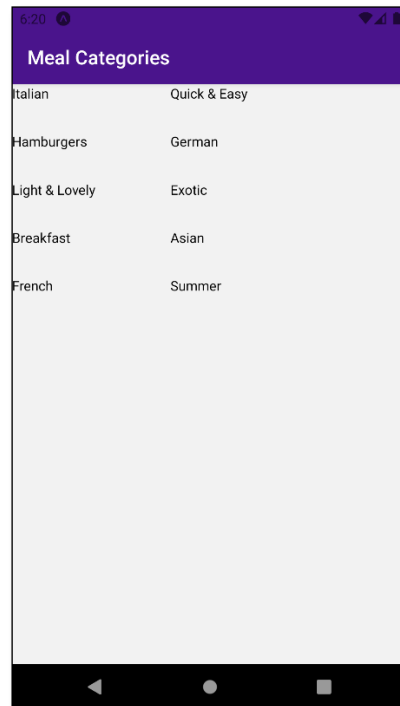 6:20
Meal Categories
Italian Quick & Easy
Hamburgers German
Light & Lovely Exotic
Breakfast Asian
French Summer